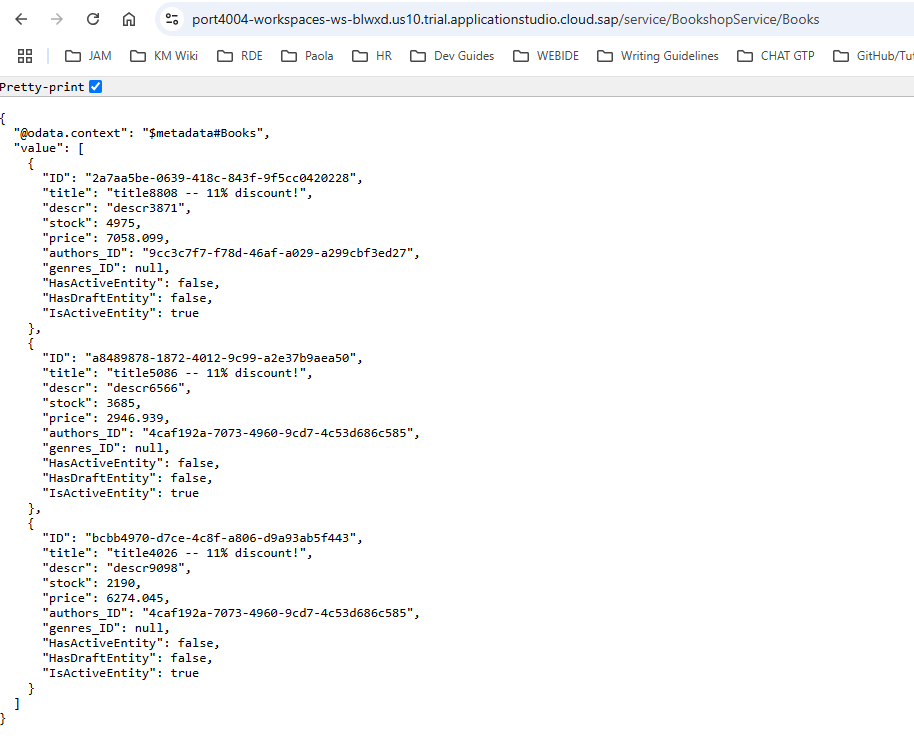 port4004-workspaces-ws-blwxd.us10.trial.applicationstudio.cloud.sap/service/BookshopService/Books
JAM KM Wiki RDE Paola HR Dev Guides WEBIDE Writing Guidelines CHAT GTP GitHub/Tut
Pretty-print
{
  "@odata.context": "$metadata#Books",
  "value": [
    {
      "ID": "2a7aa5be-0639-418c-843f-9f5cc0420228",
      "title": "title8808 -- 11% discount!",
      "descr": "descr3871",
      "stock": 4975,
      "price": 7058.099,
      "authors_ID": "9cc3c7f7-f78d-46af-a029-a299cbf3ed27",
      "genres_ID": null,
      "HasActiveEntity": false,
      "HasDraftEntity": false,
      "IsActiveEntity": true
    },
    {
      "ID": "a8489878-1872-4012-9c99-a2e37b9aea50",
      "title": "title5086 -- 11% discount!",
      "descr": "descr6566",
      "stock": 3685,
      "price": 2946.939,
      "authors_ID": "4caf192a-7073-4960-9cd7-4c53d686c585",
      "genres_ID": null,
      "HasActiveEntity": false,
      "HasDraftEntity": false,
      "IsActiveEntity": true
    },
    {
      "ID": "bcbb4970-d7ce-4c8f-a806-d9a93ab5f443",
      "title": "title4026 -- 11% discount!",
      "descr": "descr9098",
      "stock": 2190,
      "price": 6274.045,
      "authors_ID": "4caf192a-7073-4960-9cd7-4c53d686c585",
      "genres_ID": null,
      "HasActiveEntity": false,
      "HasDraftEntity": false,
      "IsActiveEntity": true
    }
  ]
}